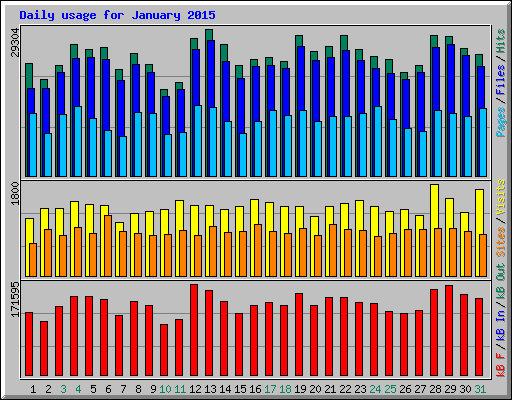 Daily usage for January 2015
29304
Pages / Files / Hits
1800
Sites / Visits
171595
kB F / kB In / kB Out
1 2 3 4 5 6 7 8 9 10 11 12 13 14 15 16 17 18 19 20 21 22 23 24 25 26 27 28 29 30 31